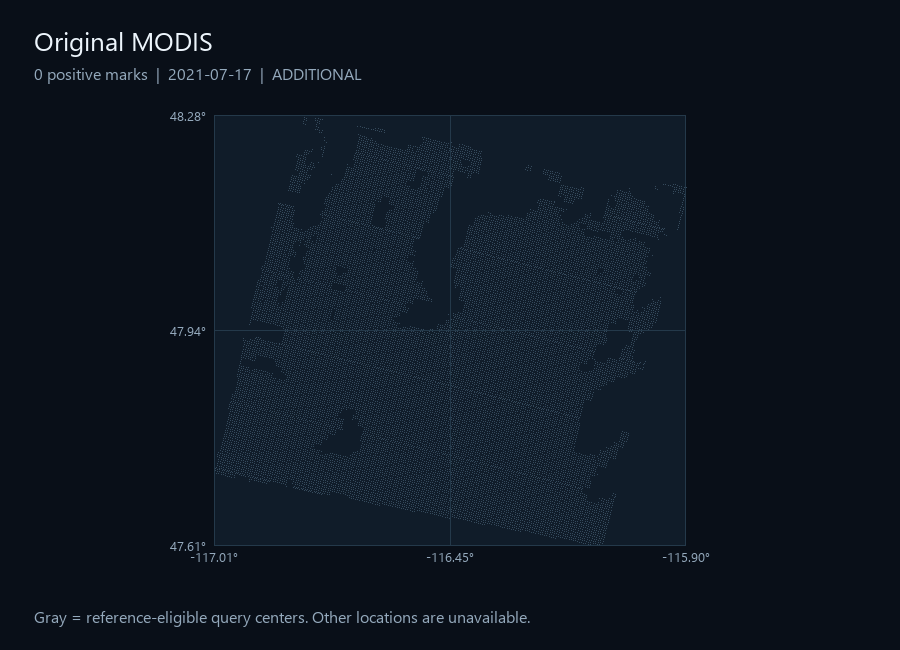 Original MODIS
0 positive marks | 2021-07-17 | ADDITIONAL
48.28°
47.94°
47.61°
-117.01° -116.45° -115.90°
Gray = reference-eligible query centers. Other locations are unavailable.